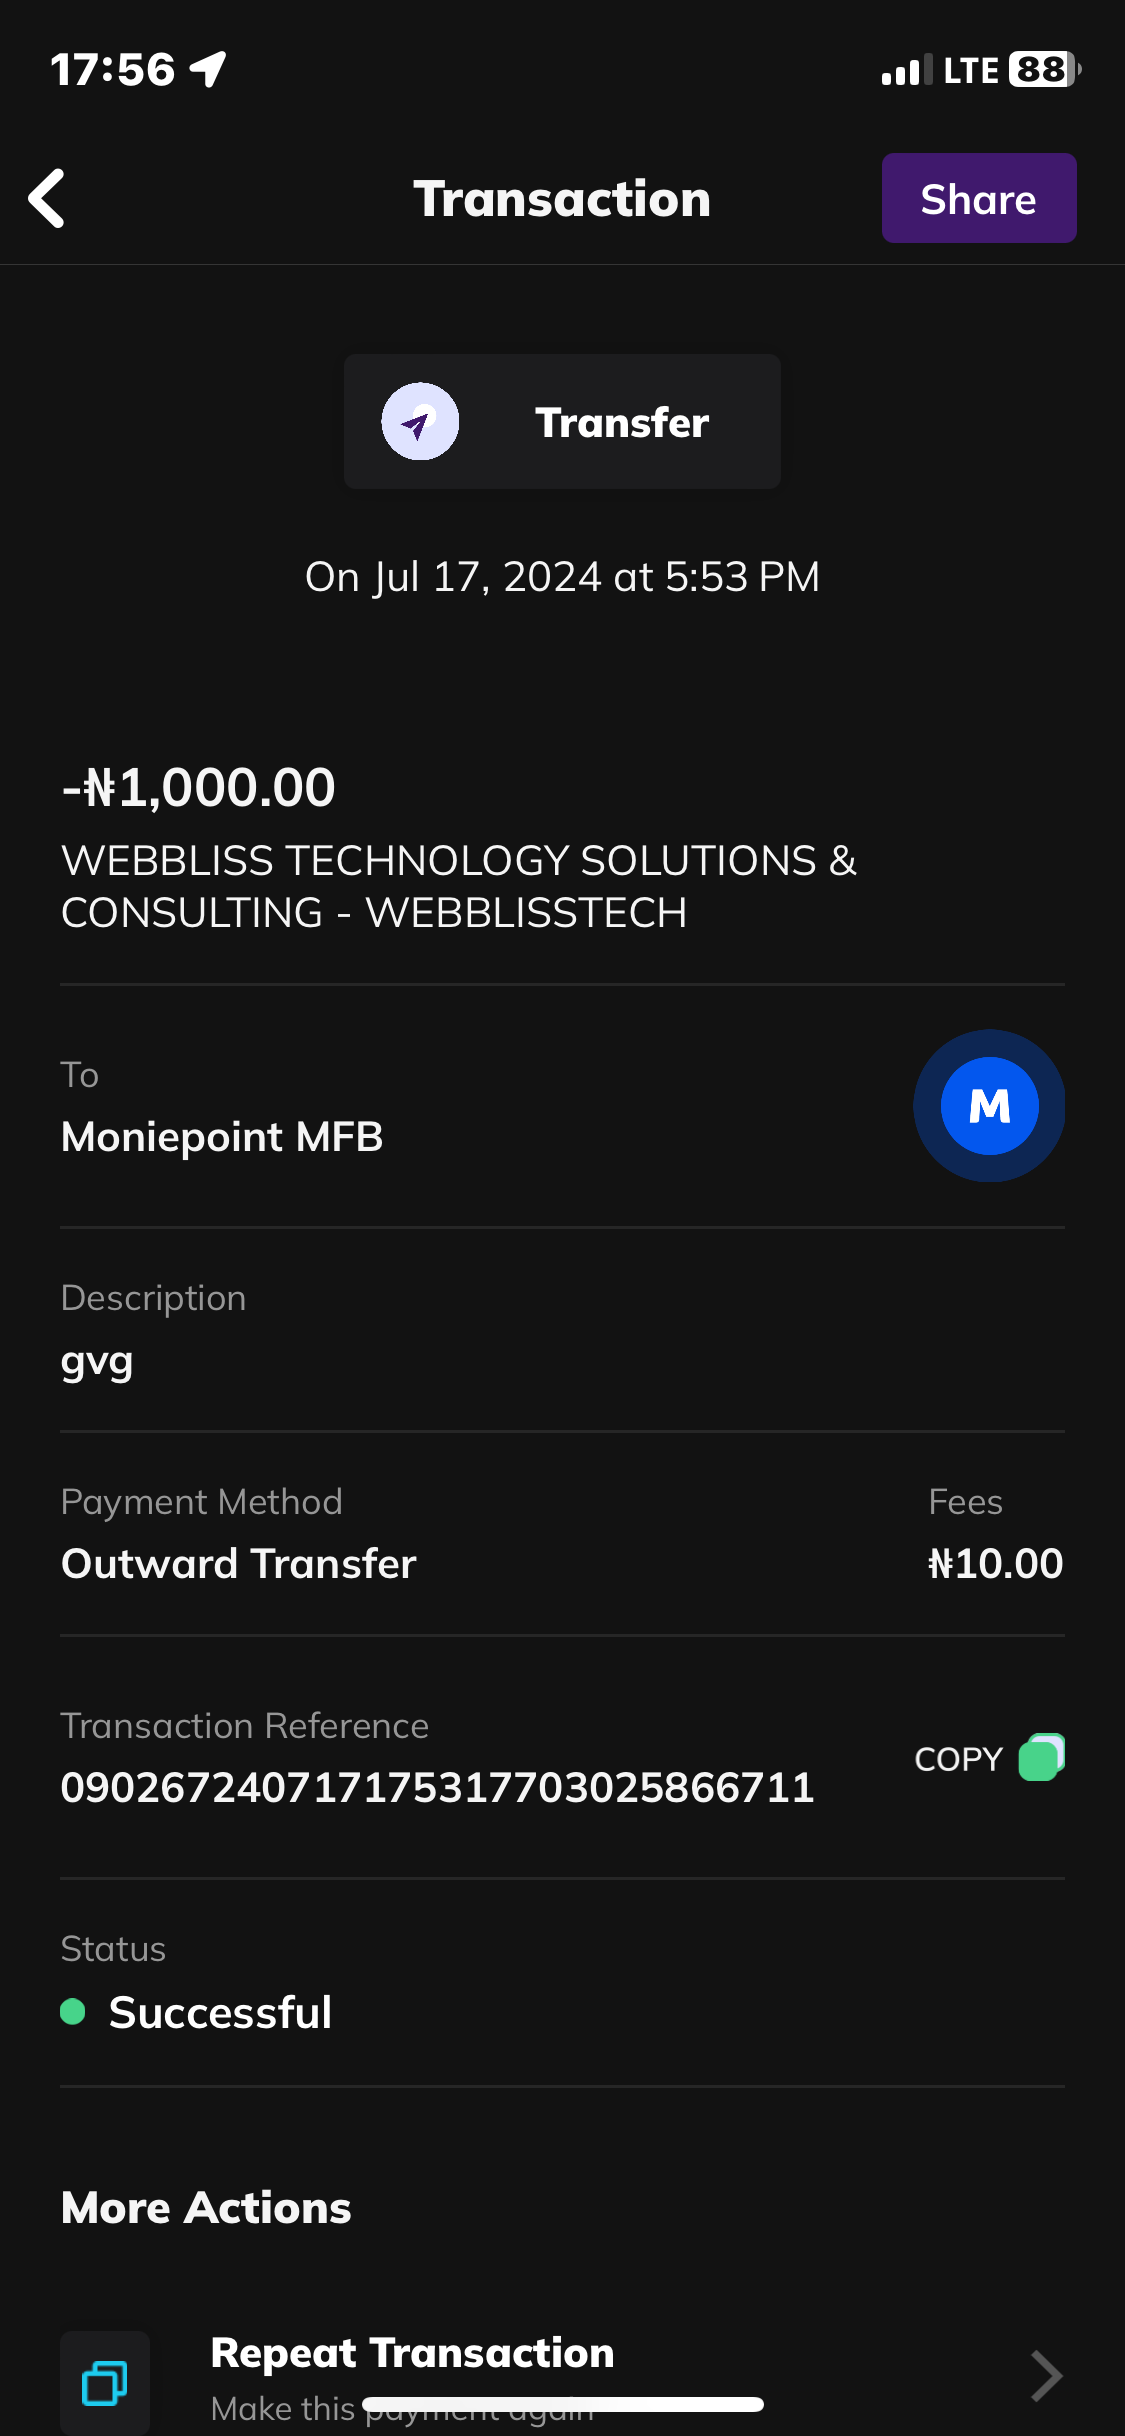 17:56
LTE 88
Transaction
Share
Transfer
On Jul 17, 2024 at 5:53 PM
-₦1,000.00
WEBBLISS TECHNOLOGY SOLUTIONS &
CONSULTING - WEBBLISSTECH
To
Moniepoint MFB
M
Description
gvg
Payment Method
Fees
Outward Transfer
₦10.00
Transaction Reference
090267240717175317703025866711
COPY
Status
Successful
More Actions
Repeat Transaction
Make this payment again